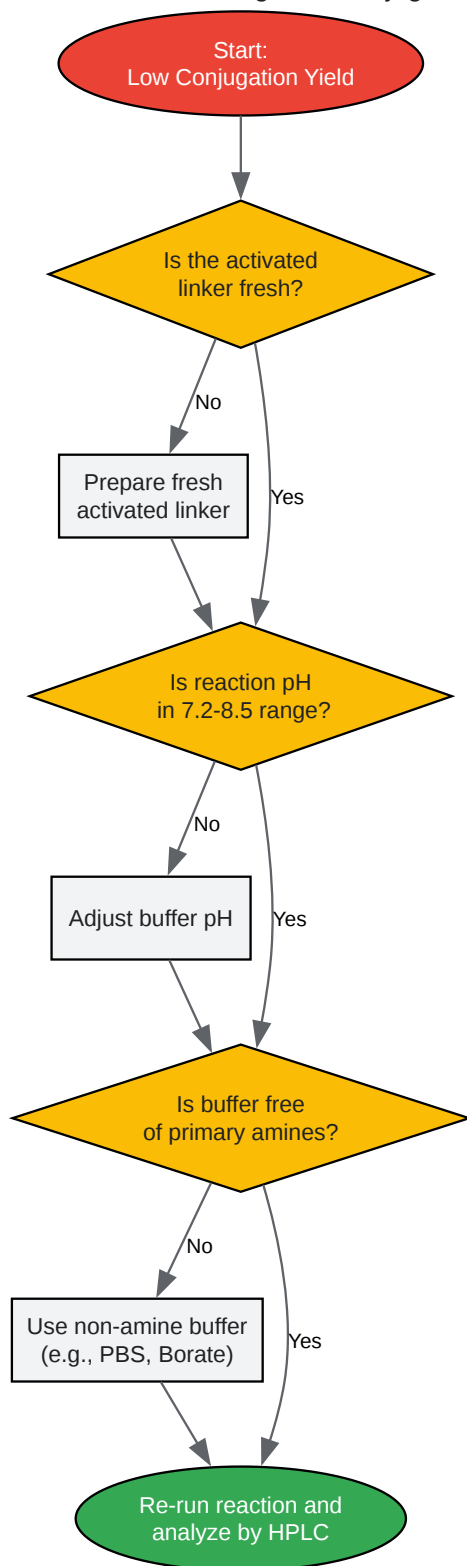 Start:
Low Conjugation Yield
Is the activated
linker fresh?
No
Prepare fresh
activated linker
Yes
Is reaction pH
in 7.2-8.5 range?
No
Adjust buffer pH
Yes
Is buffer free
of primary amines?
No
Use non-amine buffer
(e.g., PBS, Borate)
Yes
Re-run reaction and
analyze by HPLC